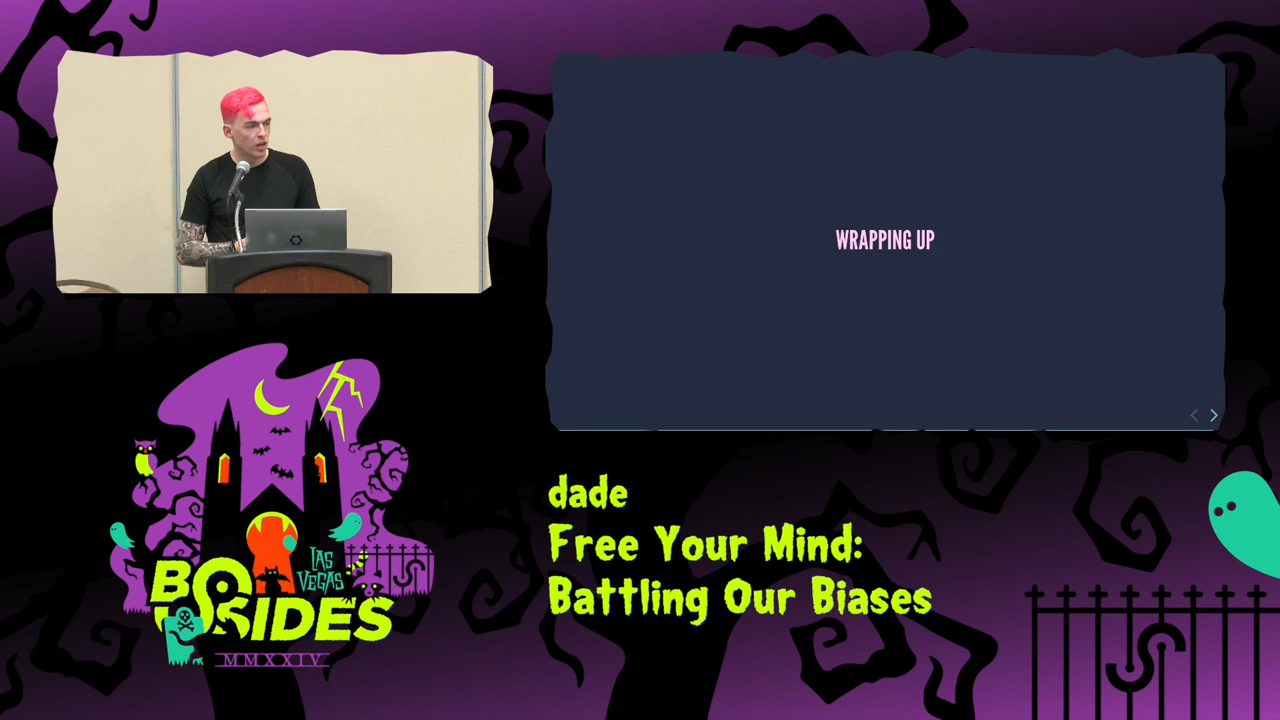 WRAPPING UP
dade
Free Your Mind:
Battling Our Biases
LAS
VEGAS
BSIDES
MMXXIV